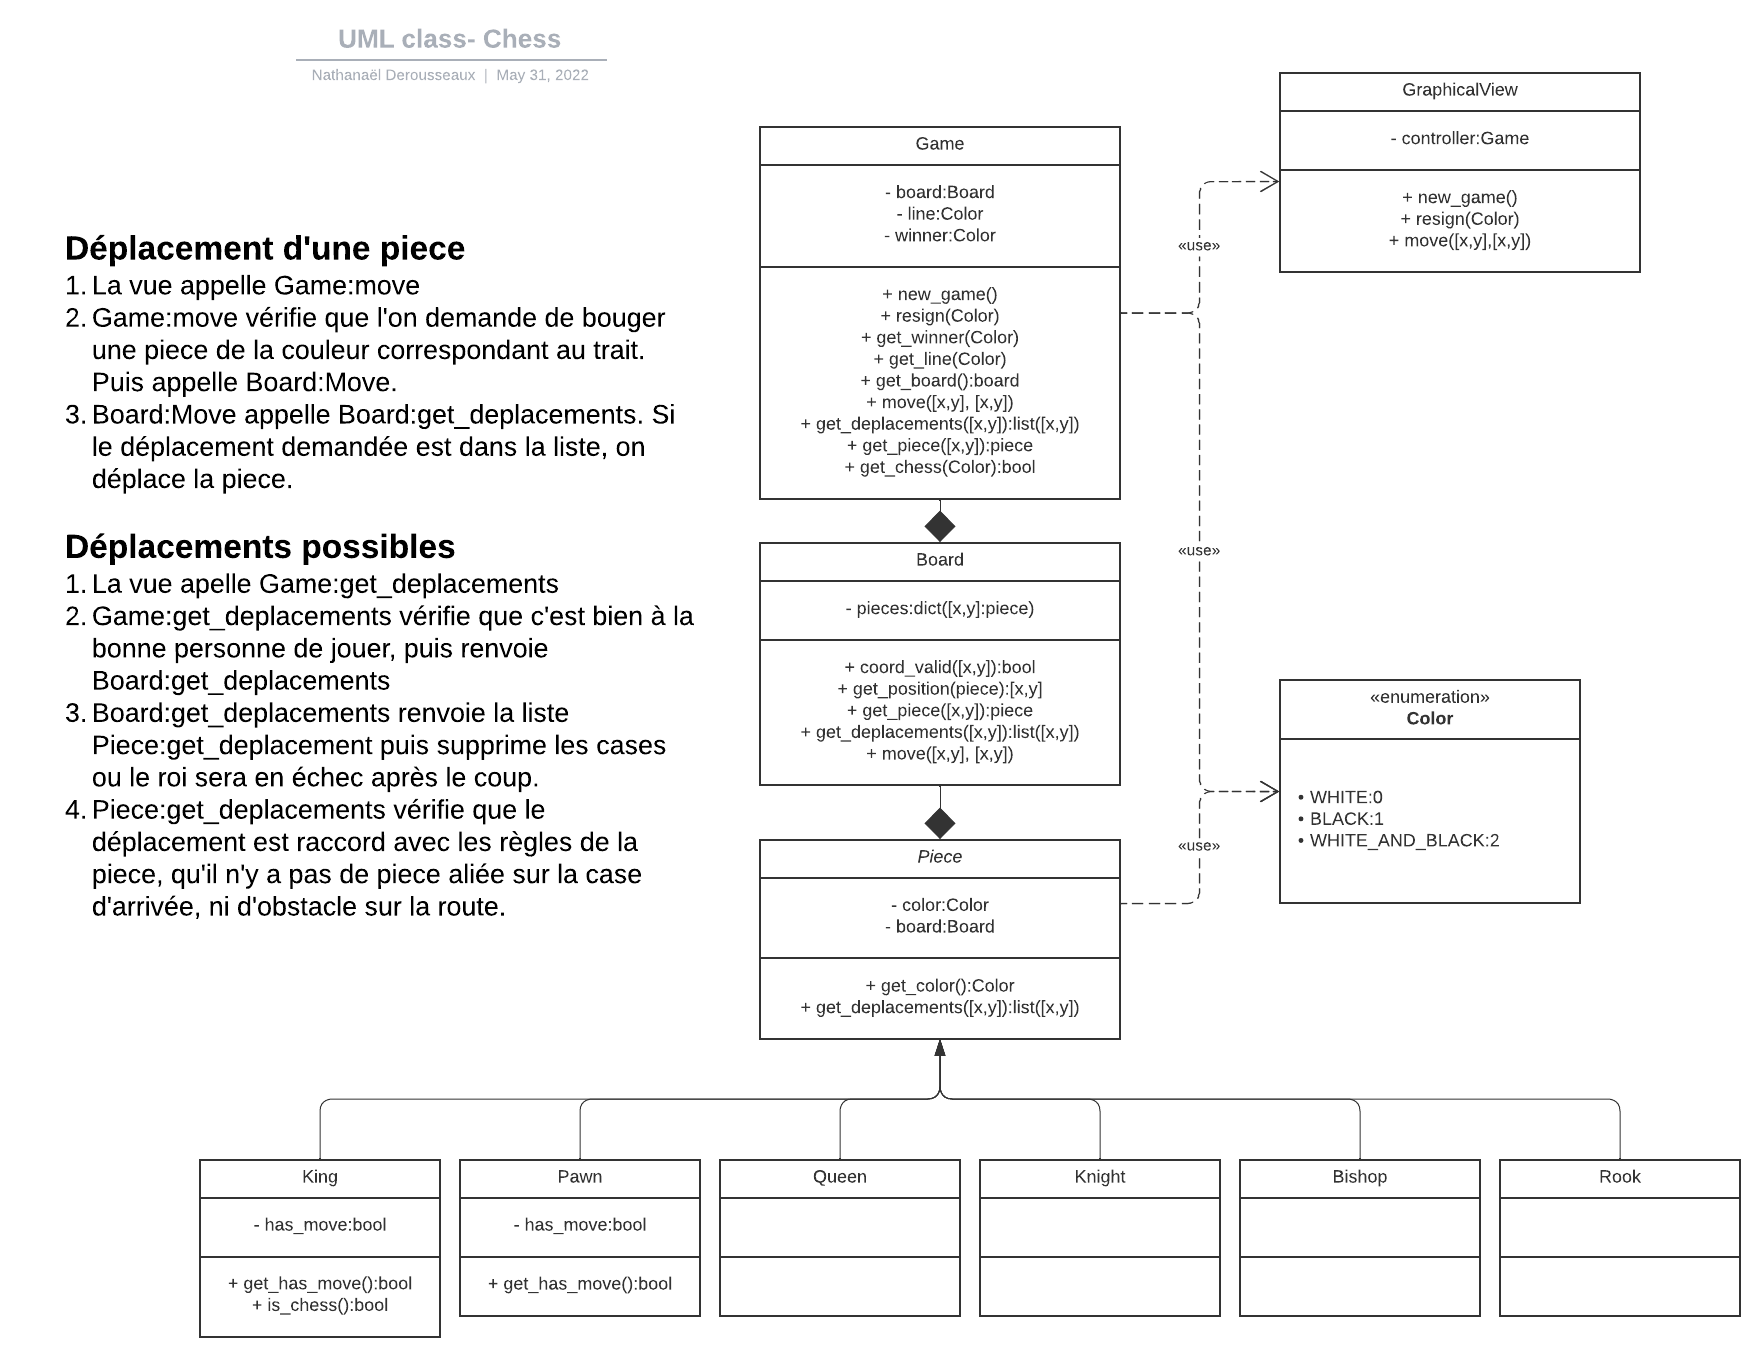 UML class- Chess
Nathanaël Derousseaux | May 31, 2022
Déplacement d'une piece
1. La vue appelle Game:move
2. Game:move vérifie que l'on demande de bouger
une piece de la couleur correspondant au trait.
Puis appelle Board:Move.
3. Board:Move appelle Board:get_deplacements. Si
le déplacement demandée est dans la liste, on
déplace la piece.
Déplacements possibles
1. La vue apelle Game:get_deplacements
2. Game:get_deplacements vérifie que c'est bien à la
bonne personne de jouer, puis renvoie
Board:get_deplacements
3. Board:get_deplacements renvoie la liste
Piece:get_deplacement puis supprime les cases
ou le roi sera en échec après le coup.
4. Piece:get_deplacements vérifie que le
déplacement est raccord avec les règles de la
piece, qu'il n'y a pas de piece aliée sur la case
d'arrivée, ni d'obstacle sur la route.
Game
- board:Board
- line:Color
- winner:Color
+ new_game()
+ resign(Color)
+ get_winner(Color)
+ get_line(Color)
+ get_board():board
+ move([x,y], [x,y])
+ get_deplacements([x,y]):list([x,y])
+ get_piece([x,y]):piece
+ get_chess(Color):bool
Board
- pieces:dict([x,y]:piece)
+ coord_valid([x,y]):bool
+ get_position(piece):[x,y]
+ get_piece([x,y]):piece
+ get_deplacements([x,y]):list([x,y])
+ move([x,y], [x,y])
Piece
- color:Color
- board:Board
+ get_color():Color
+ get_deplacements([x,y]):list([x,y])
«use»
«use»
«use»
GraphicalView
- controller:Game
+ new_game()
+ resign(Color)
+ move([x,y],[x,y])
«enumeration»
Color
• WHITE:0
• BLACK:1
• WHITE_AND_BLACK:2
King
- has_move:bool
+ get_has_move():bool
+ is_chess():bool
Pawn
- has_move:bool
+ get_has_move():bool
Queen
Knight
Bishop
Rook